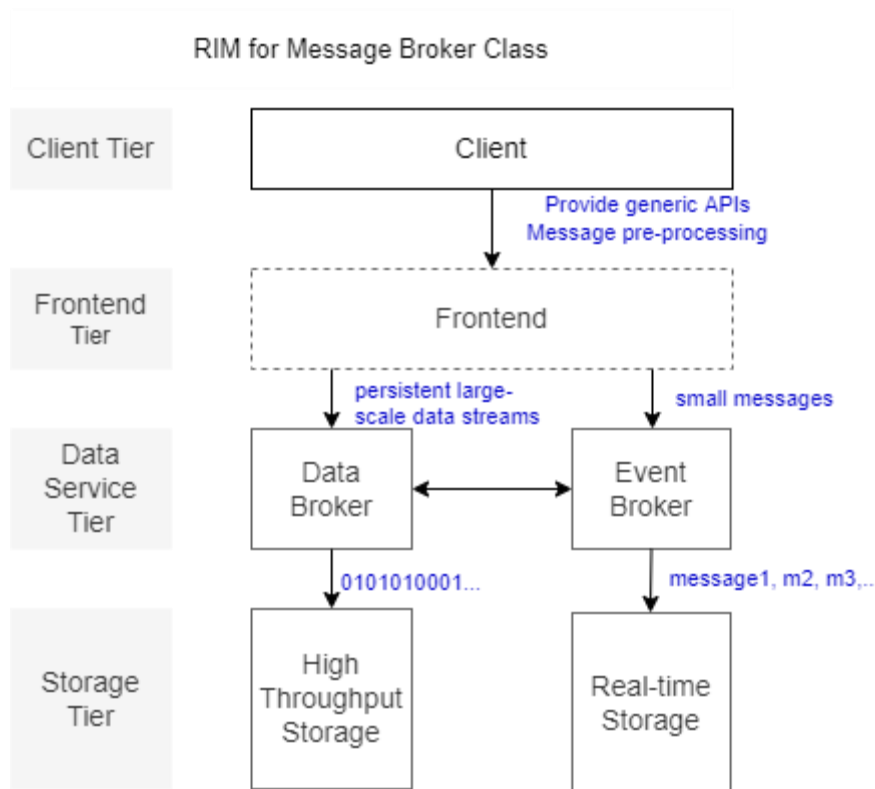 RIM for Message Broker Class
Client Tier
Client
Provide generic APIs
Message pre-processing
Frontend
Tier
Frontend
persistent large-
scale data streams
small messages
Data
Service
Tier
Data
Broker
Event
Broker
0101010001...
message1, m2, m3,..
Storage
Tier
High
Throughput
Storage
Real-time
Storage